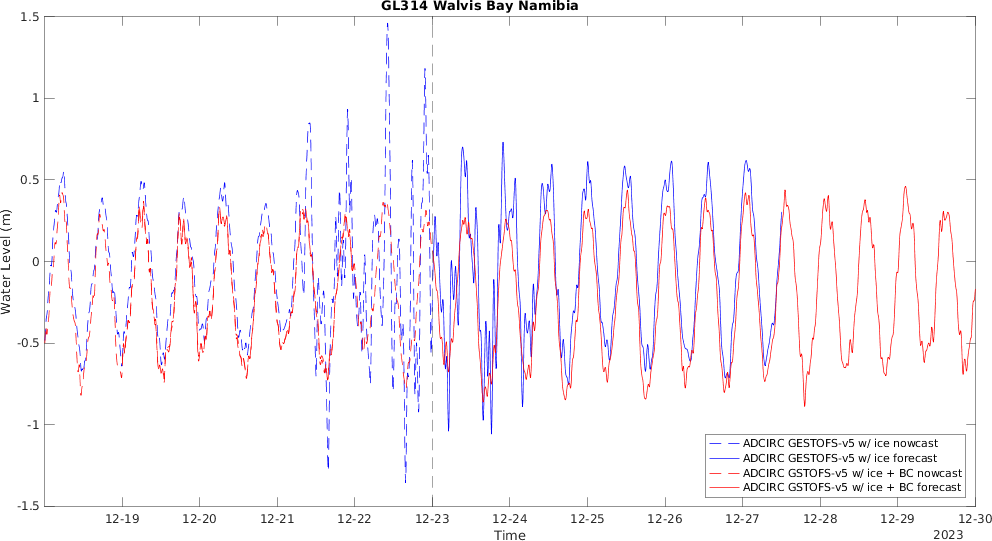 GL314 Walvis Bay Namibia
1.5
1
0.5
0
-0.5
-1
-1.5
Water Level (m)
ADCIRC GESTOFS-v5 w/ ice nowcast
ADCIRC GESTOFS-v5 w/ ice forecast
ADCIRC GSTOFS-v5 w/ ice + BC nowcast
ADCIRC GSTOFS-v5 w/ ice + BC forecast
12-19 12-20 12-21 12-22 12-23 12-24 12-25 12-26 12-27 12-28 12-29 12-30
Time
2023